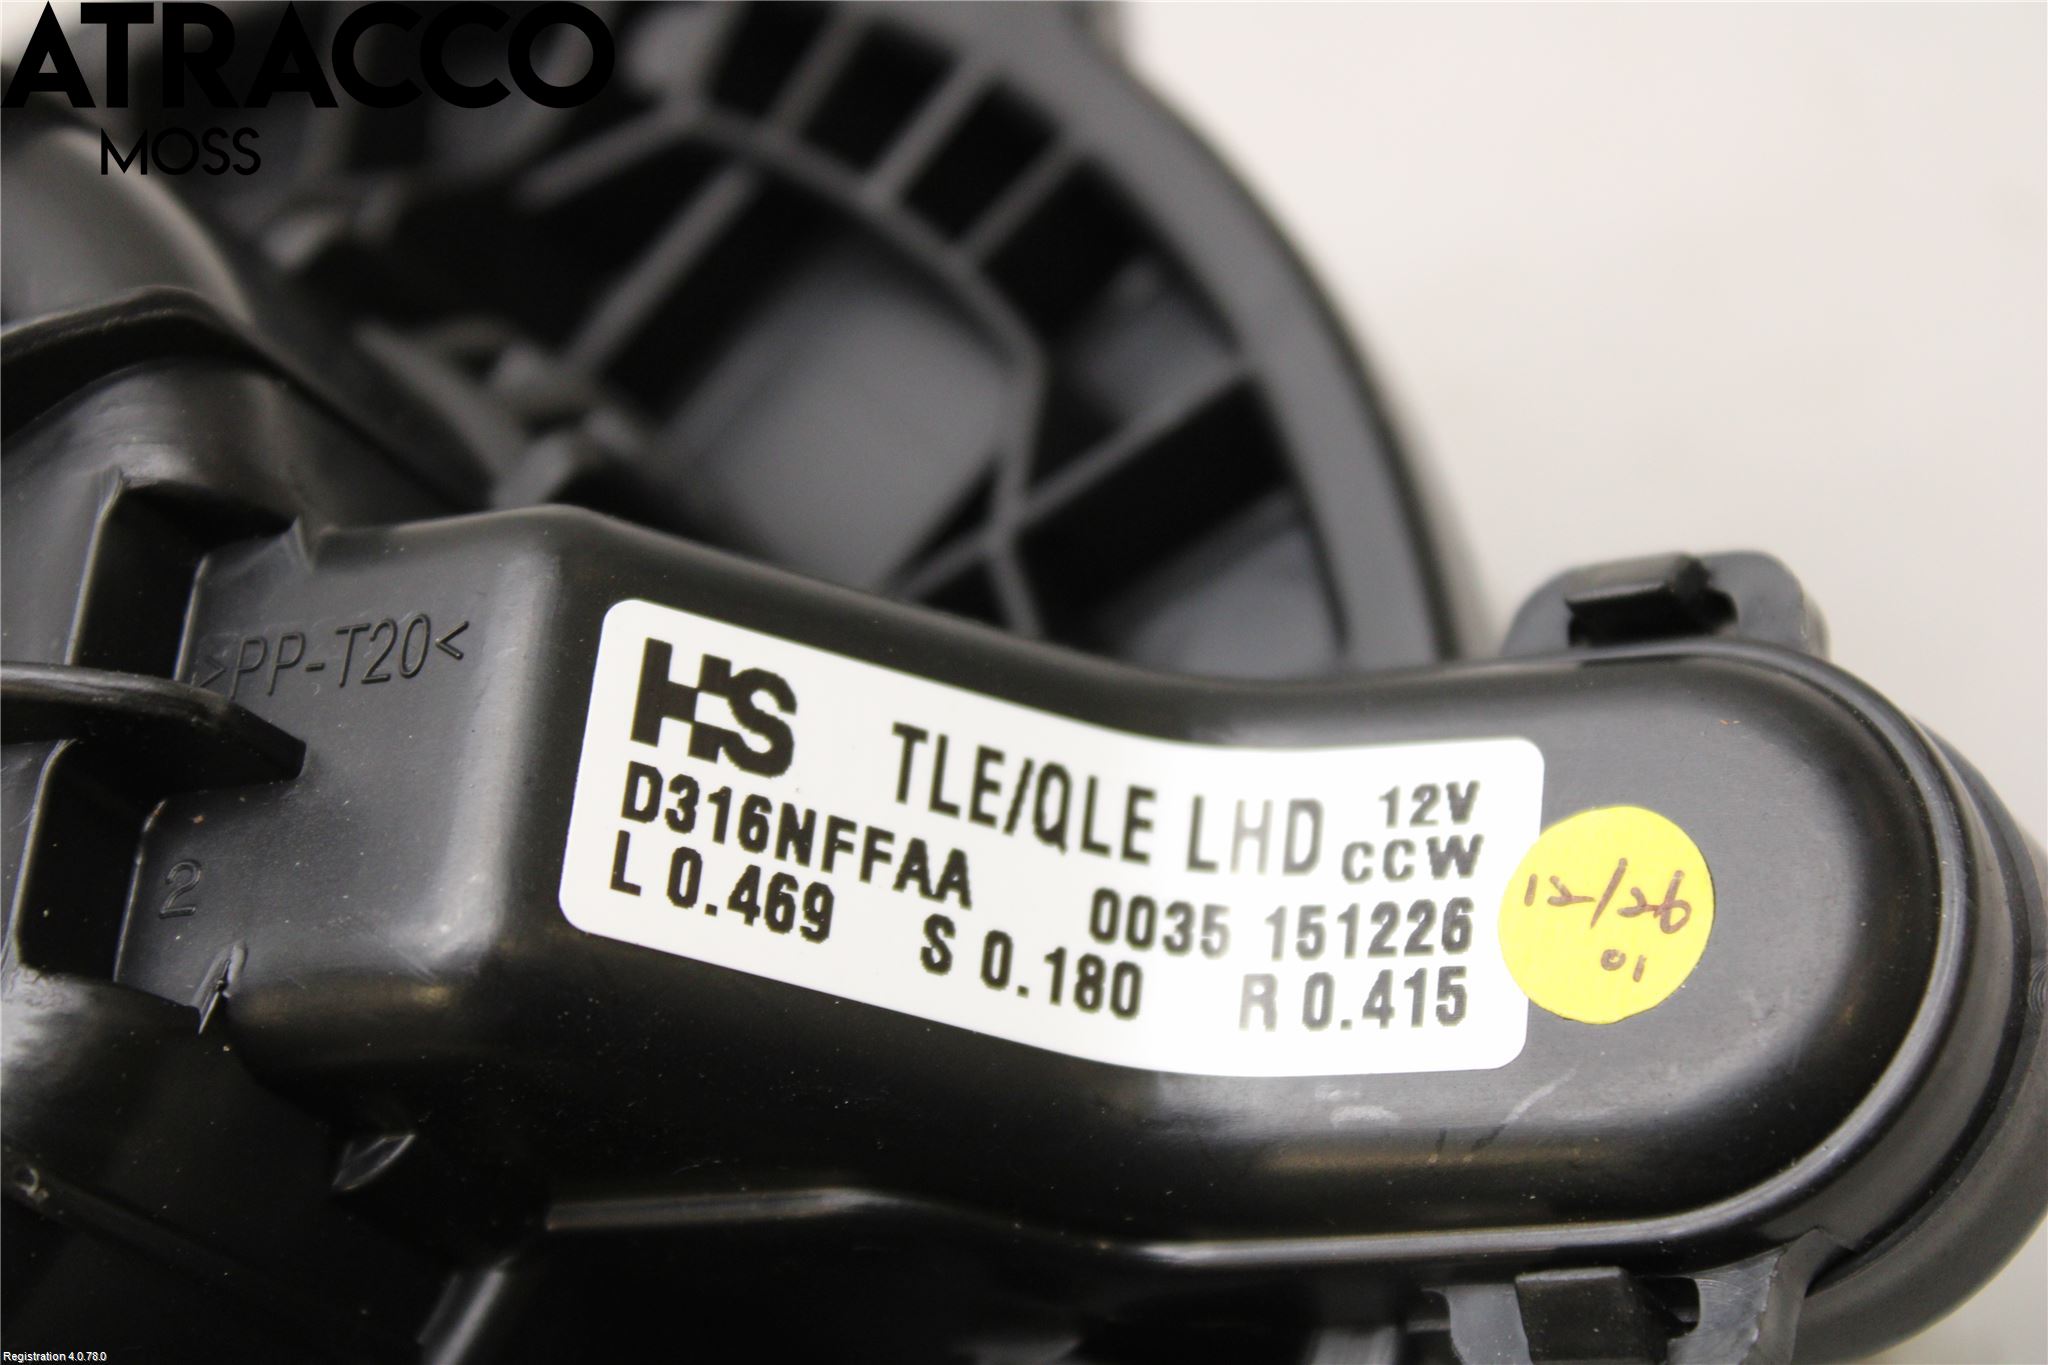 ATRACCO
MOSS
>PP-T20<
2
HS TLE/QLE LHD 12V
CCW
D316NFFAA 0035 151226
L 0.469 S 0.180 R 0.415
12/26
01
Registration 4.0.78.0